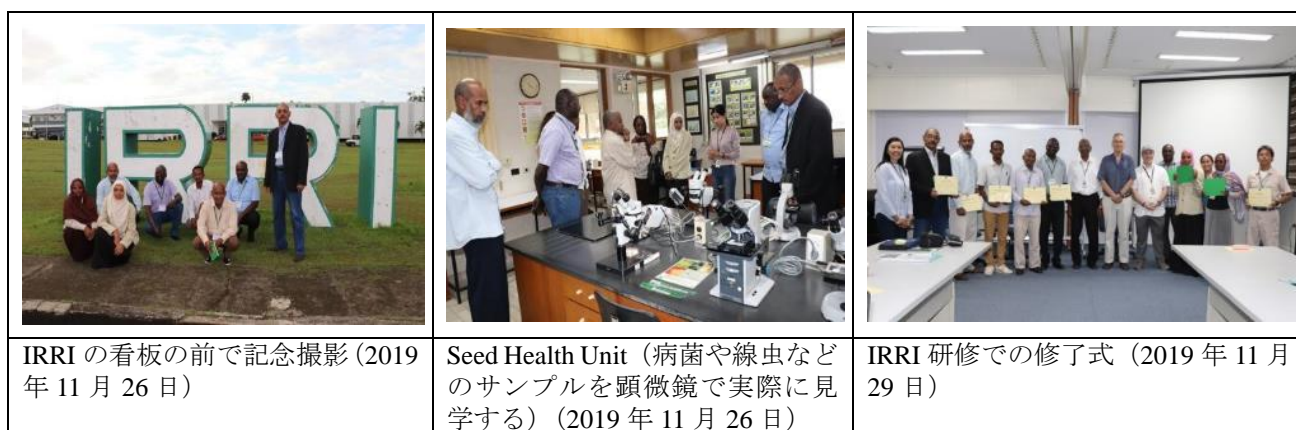 IRRI
IRRI の看板の前で記念撮影（2019
年 11 月 26 日）
Seed Health Unit（病菌や線虫など
のサンプルを顕微鏡で実際に見
学する）（2019 年 11 月 26 日）
IRRI 研修での修了式（2019 年 11 月
29 日）